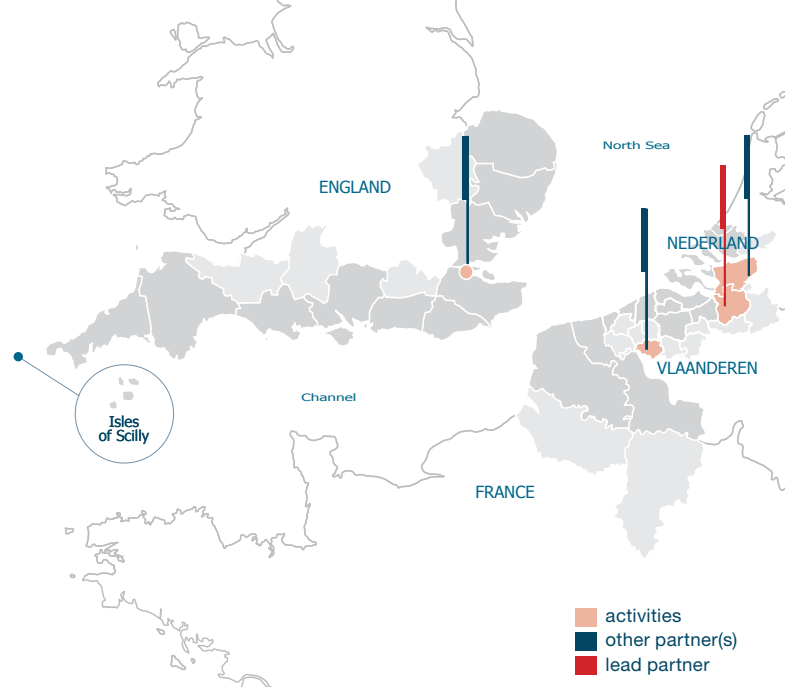 North Sea
ENGLAND
NEDERLAND
VLAANDEREN
Channel
Isles
of Scilly
FRANCE
activities
other partner(s)
lead partner